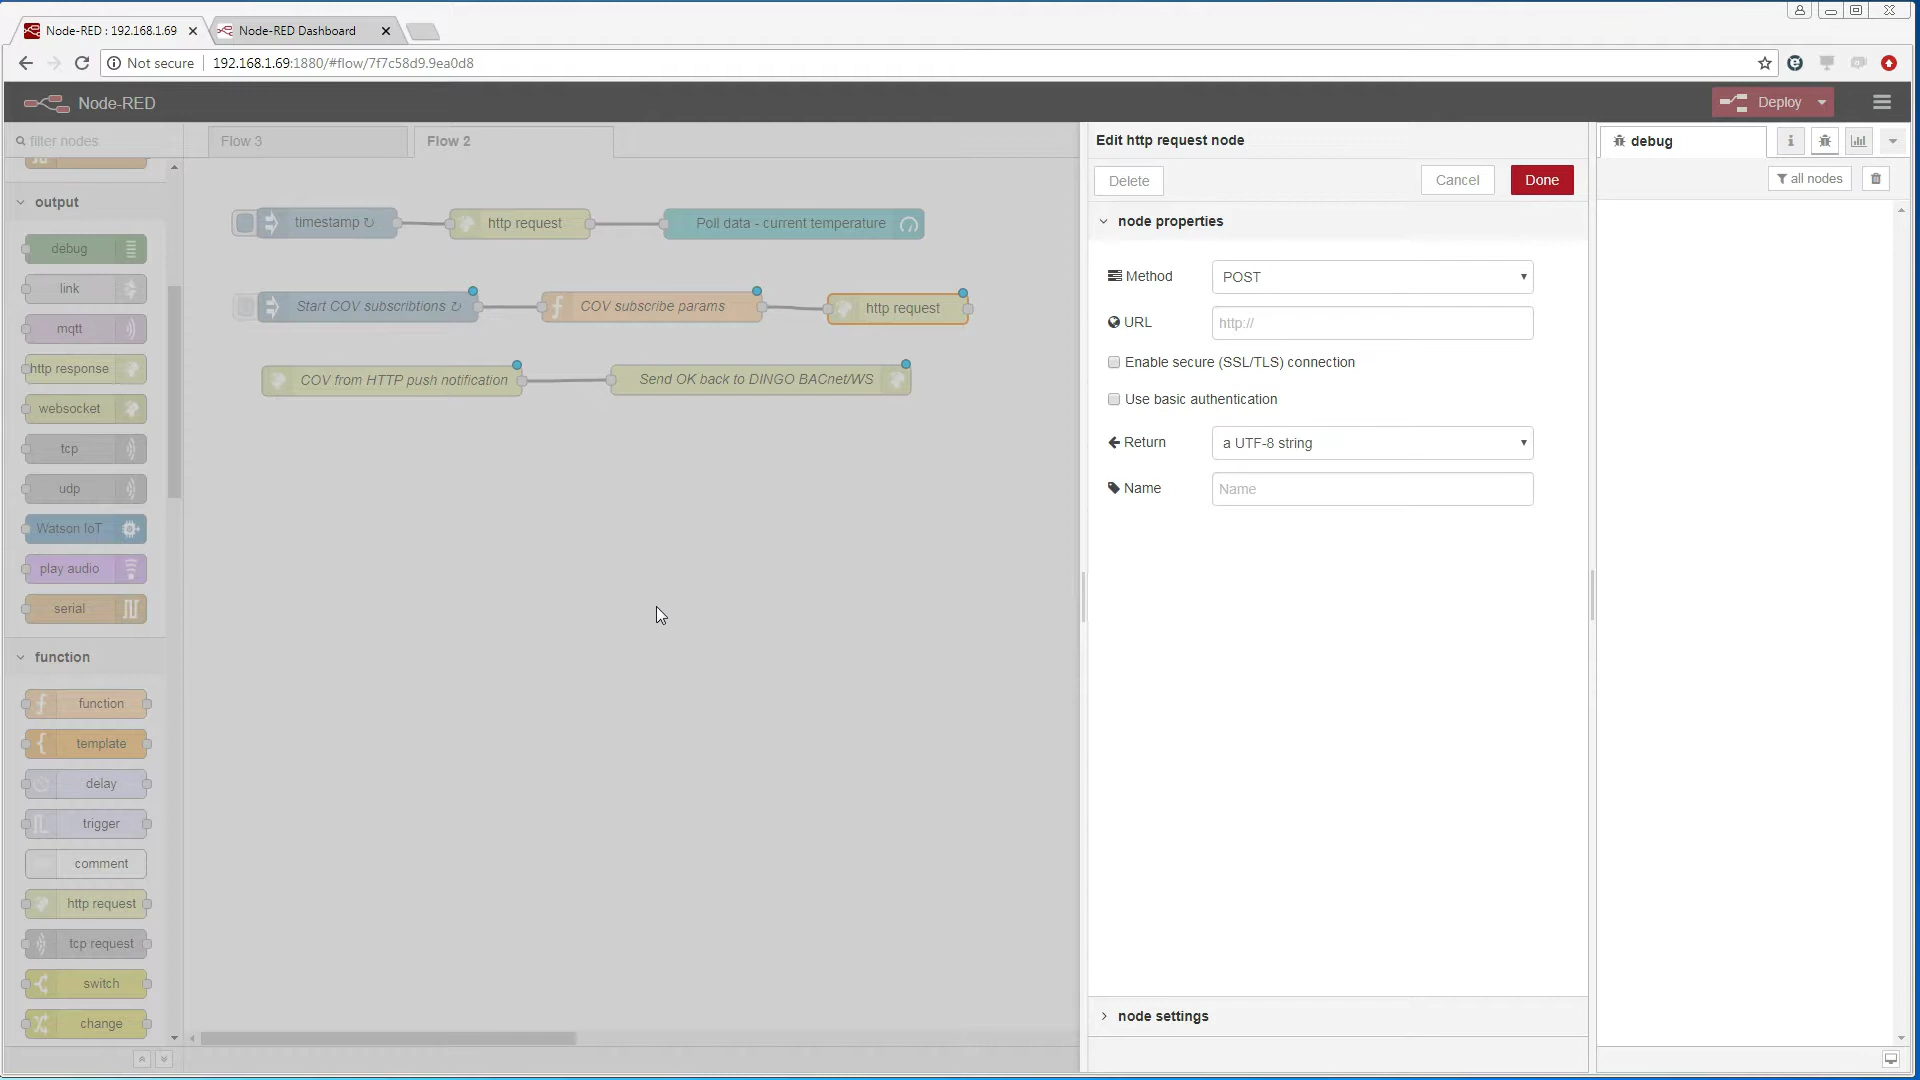 Node-RED : 192.168.1.69
Node-RED Dashboard
Not secure
192.168.1.69:1880/#flow/7f7c58d9.9ea0d8
Node-RED
Deploy
filter nodes
output
debug
link
mqtt
http response
websocket
tcp
udp
Watson IoT
play audio
serial
function
function
template
delay
trigger
comment
http request
tcp request
switch
change
Flow 3
Flow 2
timestamp ↻
http request
Poll data - current temperature
Start COV subscribtions ↻
COV subscribe params
http request
COV from HTTP push notification
Send OK back to DINGO BACnet/WS
Edit http request node
Delete
Cancel
Done
node properties
Method
POST
URL
http://
Enable secure (SSL/TLS) connection
Use basic authentication
Return
a UTF-8 string
Name
Name
node settings
debug
all nodes